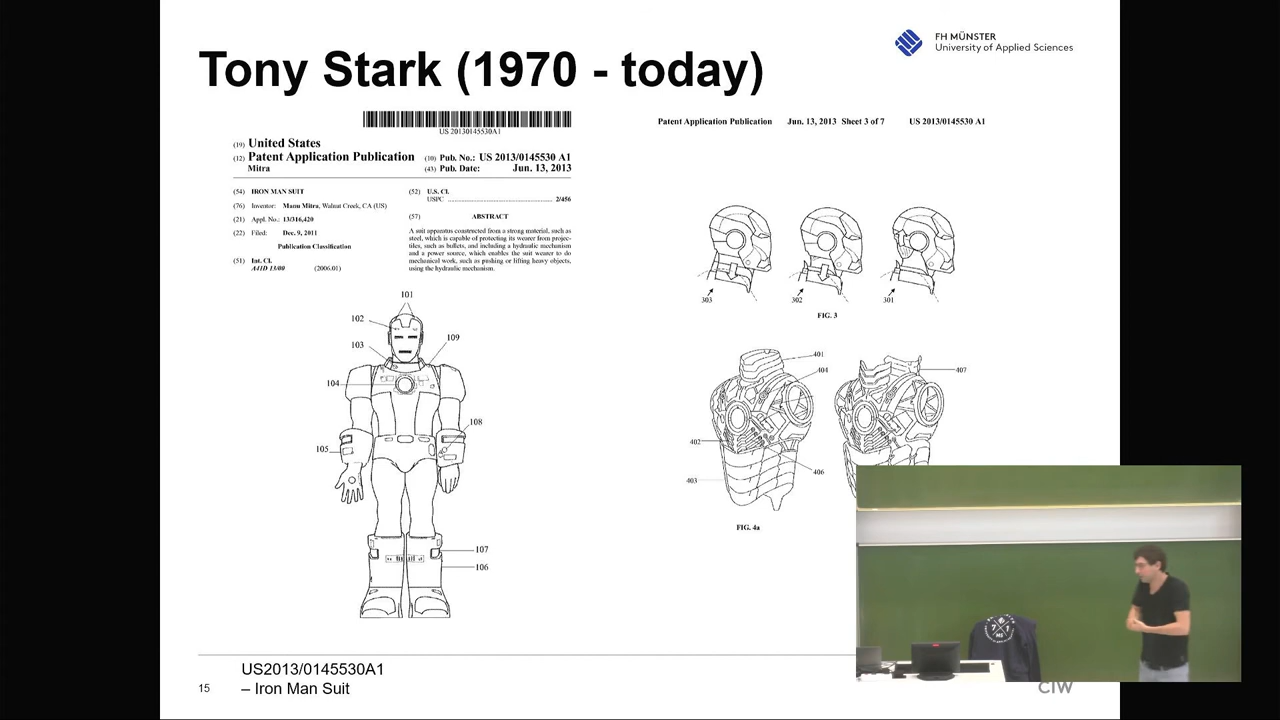 FH MÜNSTER
University of Applied Sciences
Tony Stark (1970 - today)
US 20130145530A1
(19) United States
(12) Patent Application Publication
Mitra
(10) Pub. No.: US 2013/0145530 A1
(43) Pub. Date: Jun. 13, 2013
(54) IRON MAN SUIT
(76) Inventor: Manu Mitra, Walnut Creek, CA (US)
(21) Appl. No.: 13/316,420
(22) Filed: Dec. 9, 2011
Publication Classification
(51) Int. Cl.
A41D 13/00 (2006.01)
(52) U.S. Cl.
USPC ........................................................ 2/456
(57) ABSTRACT
A suit apparatus constructed from a strong material, such as
steel, which is capable of protecting its wearer from projec-
tiles, such as bullets, and including a hydraulic mechanism
and a power source, which enables the suit wearer to do
mechanical work, such as pushing or lifting heavy objects,
using the hydraulic mechanism.
101
102
103
109
104
108
105
107
106
Patent Application Publication Jun. 13, 2013 Sheet 3 of 7 US 2013/0145530 A1
303
302
301
FIG. 3
401
404
407
402
406
403
FIG. 4a
7 1
MS
15
US2013/0145530A1
– Iron Man Suit
CIW